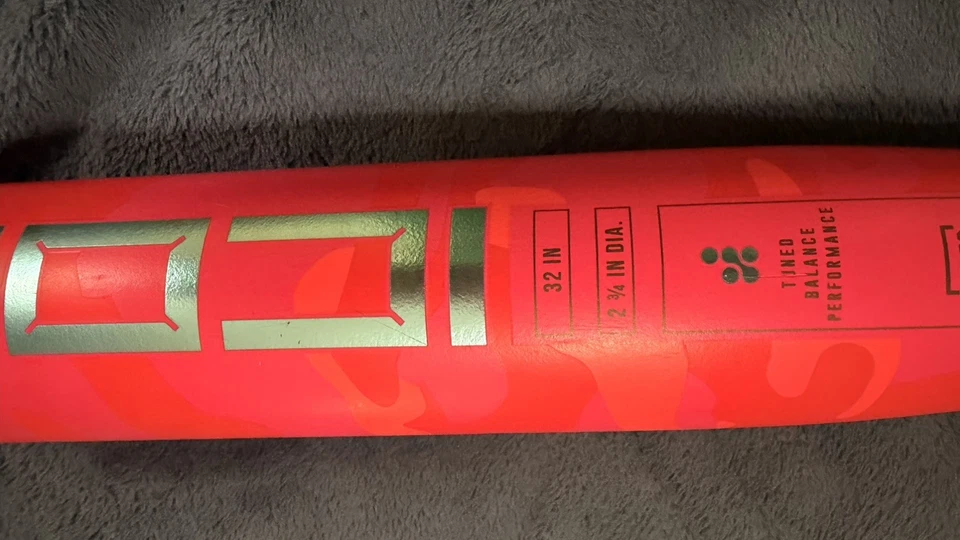 32 IN
2 ¾ IN DIA.
TUNED
BALANCE
PERFORMANCE